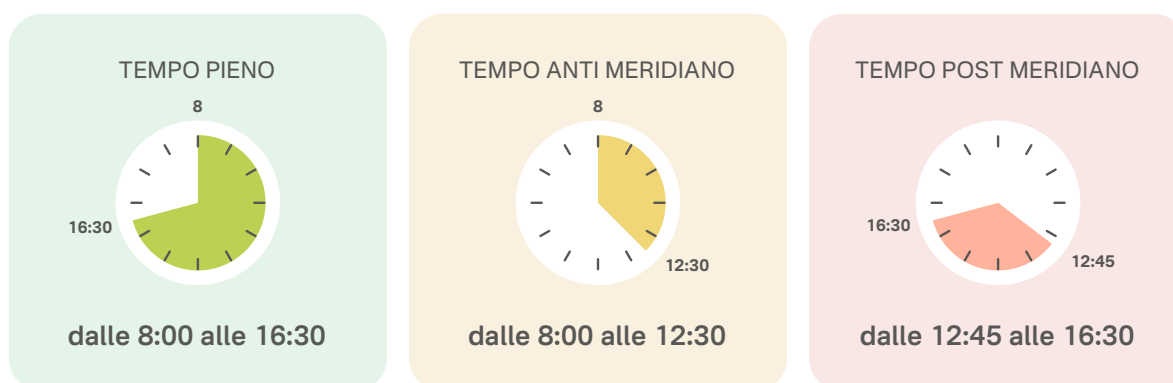 TEMPO PIENO
8
16:30
dalle 8:00 alle 16:30
TEMPO ANTI MERIDIANO
8
12:30
dalle 8:00 alle 12:30
TEMPO POST MERIDIANO
16:30
12:45
dalle 12:45 alle 16:30